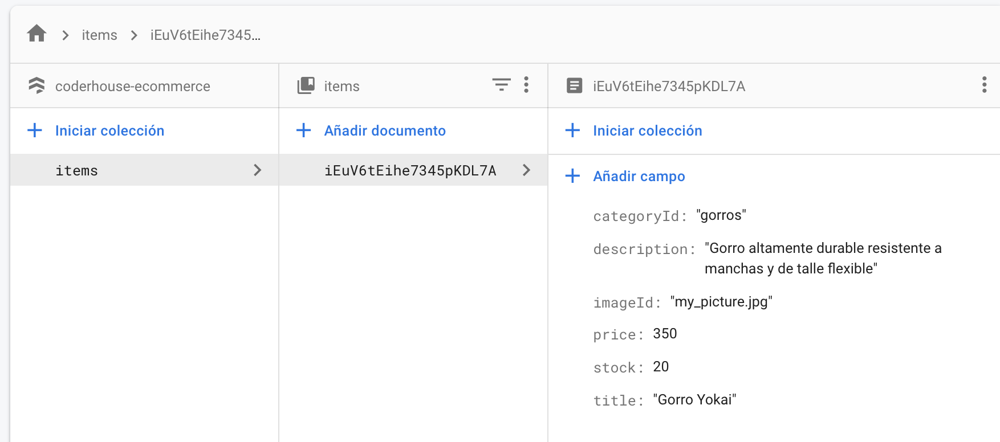 items
iEuV6tEihe7345...
coderhouse-ecommerce
Iniciar colección
items
items
Añadir documento
iEuV6tEihe7345pKDL7A
iEuV6tEihe7345pKDL7A
Iniciar colección
Añadir campo
categoryId: "gorros"
description: "Gorro altamente durable resistente a
manchas y de talle flexible"
imageId: "my_picture.jpg"
price: 350
stock: 20
title: "Gorro Yokai"